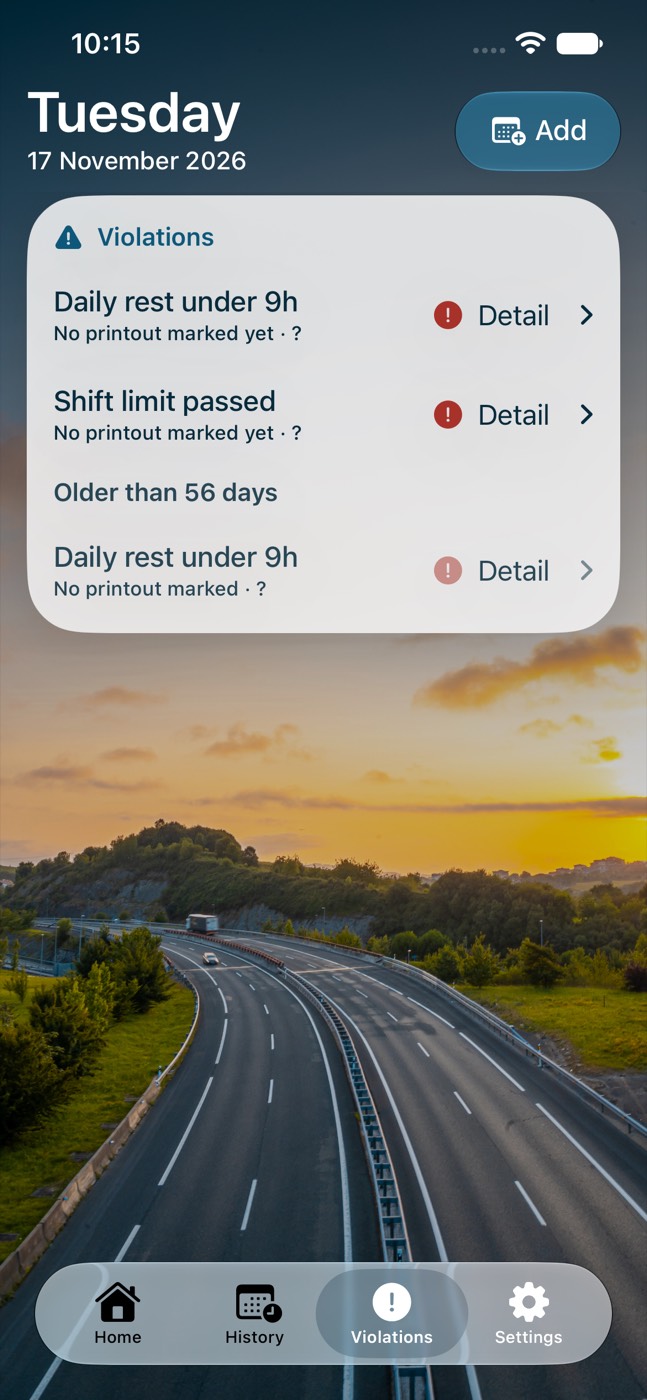 10:15
Tuesday
17 November 2026
Add
Violations
Daily rest under 9h
No printout marked yet · ?
Detail
Shift limit passed
No printout marked yet · ?
Detail
Older than 56 days
Daily rest under 9h
No printout marked · ?
Detail
Home
History
Violations
Settings